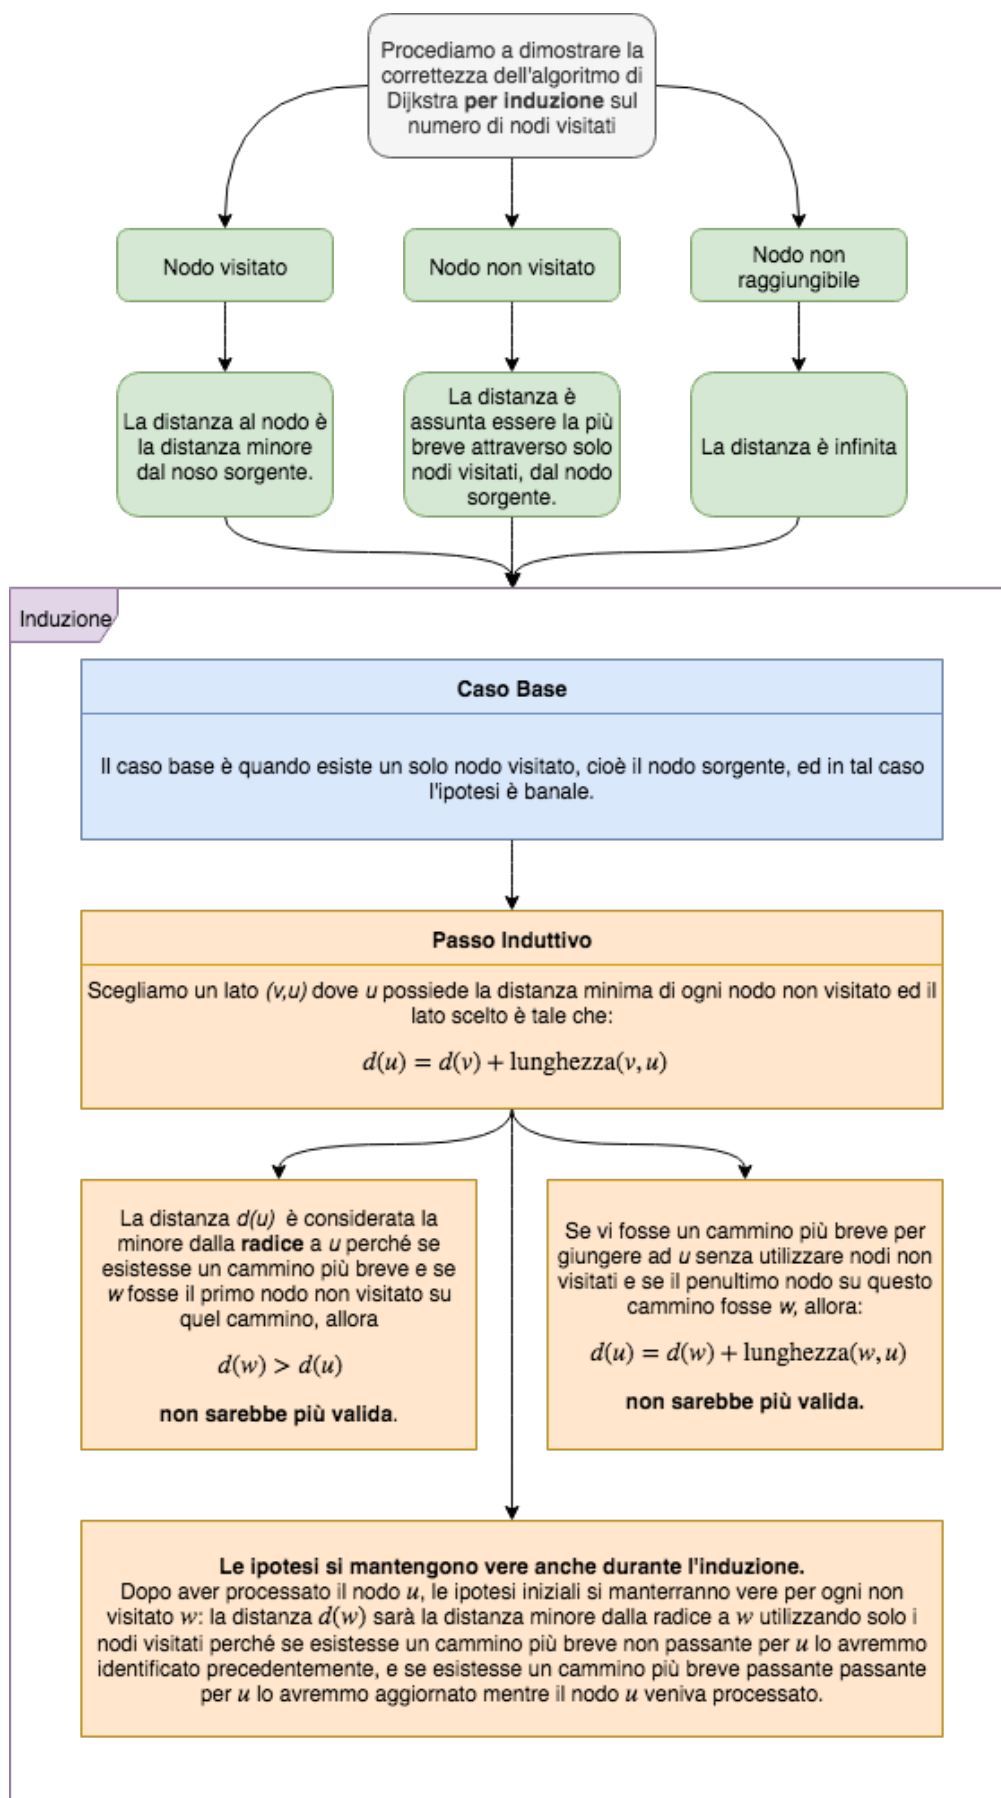 Procediamo a dimostrare la
correttezza dell'algoritmo di
Dijkstra per induzione sul
numero di nodi visitati
Nodo visitato
Nodo non visitato
Nodo non
raggiungibile
La distanza al nodo è
la distanza minore
dal noso sorgente.
La distanza è
assunta essere la più
breve attraverso solo
nodi visitati, dal nodo
sorgente.
La distanza è infinita
Induzione
Caso Base
Il caso base è quando esiste un solo nodo visitato, cioè il nodo sorgente, ed in tal caso
l'ipotesi è banale.
Passo Induttivo
Scegliamo un lato (v,u) dove u possiede la distanza minima di ogni nodo non visitato ed il
lato scelto è tale che:
d(u) = d(v) + lunghezza(v, u)
La distanza d(u) è considerata la
minore dalla radice a u perché se
esistesse un cammino più breve e se
w fosse il primo nodo non visitato su
quel cammino, allora
d(w) > d(u)
non sarebbe più valida.
Se vi fosse un cammino più breve per
giungere ad u senza utilizzare nodi non
visitati e se il penultimo nodo su questo
cammino fosse w, allora:
d(u) = d(w) + lunghezza(w, u)
non sarebbe più valida.
Le ipotesi si mantengono vere anche durante l'induzione.
Dopo aver processato il nodo u, le ipotesi iniziali si manterranno vere per ogni non
visitato w: la distanza d(w) sarà la distanza minore dalla radice a w utilizzando solo i
nodi visitati perché se esistesse un cammino più breve non passante per u lo avremmo
identificato precedentemente, e se esistesse un cammino più breve passante passante
per u lo avremmo aggiornato mentre il nodo u veniva processato.